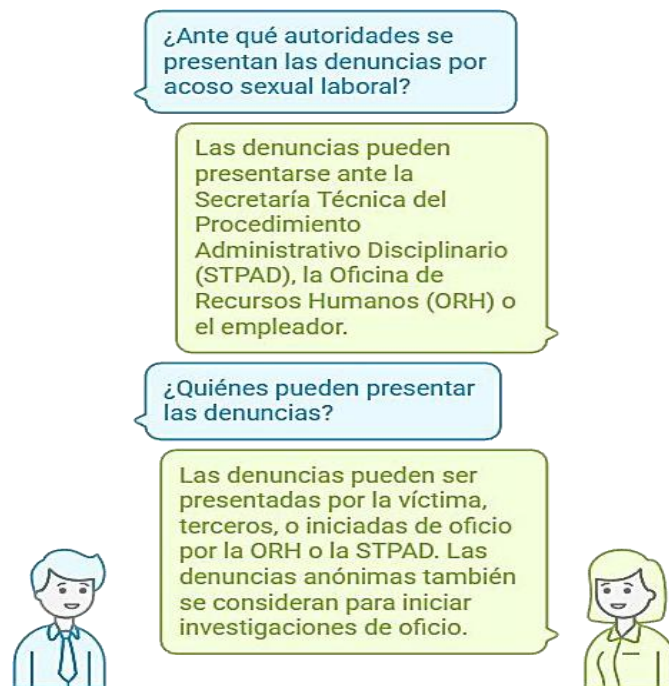 ¿Ante qué autoridades se
presentan las denuncias por
acoso sexual laboral?
Las denuncias pueden
presentarse ante la
Secretaría Técnica del
Procedimiento
Administrativo Disciplinario
(STPAD), la Oficina de
Recursos Humanos (ORH) o
el empleador.
¿Quiénes pueden presentar
las denuncias?
Las denuncias pueden ser
presentadas por la víctima,
terceros, o iniciadas de oficio
por la ORH o la STPAD. Las
denuncias anónimas también
se consideran para iniciar
investigaciones de oficio.